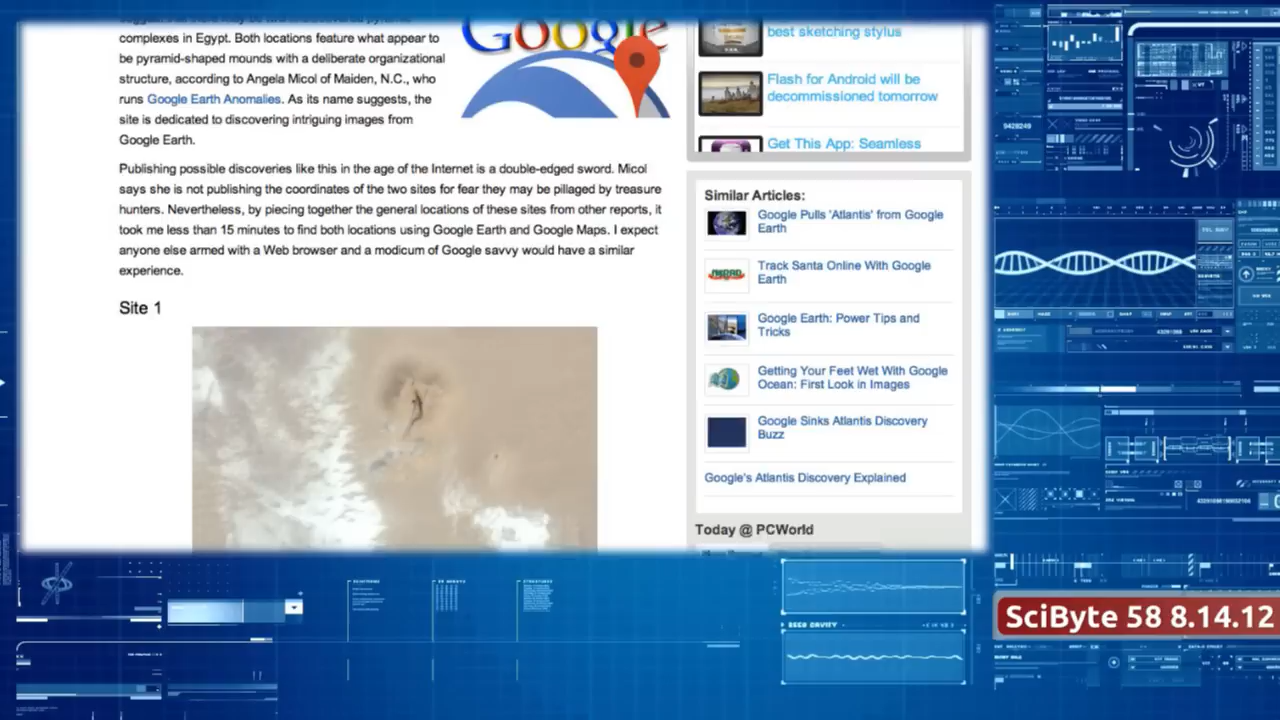 complexes in Egypt. Both locations feature what appear to
be pyramid-shaped mounds with a deliberate organizational
structure, according to Angela Micol of Maiden, N.C., who
runs Google Earth Anomalies. As its name suggests, the
site is dedicated to discovering intriguing images from
Google Earth.
Google
Publishing possible discoveries like this in the age of the Internet is a double-edged sword. Micol
says she is not publishing the coordinates of the two sites for fear they may be pillaged by treasure
hunters. Nevertheless, by piecing together the general locations of these sites from other reports, it
took me less than 15 minutes to find both locations using Google Earth and Google Maps. I expect
anyone else armed with a Web browser and a modicum of Google savvy would have a similar
experience.
Site 1
best sketching stylus
Flash for Android will be
decommissioned tomorrow
Get This App: Seamless
Similar Articles:
Google Pulls 'Atlantis' from Google
Earth
Track Santa Online With Google
Earth
Google Earth: Power Tips and
Tricks
Getting Your Feet Wet With Google
Ocean: First Look in Images
Google Sinks Atlantis Discovery
Buzz
Google's Atlantis Discovery Explained
Today @ PCWorld
9428249
SciByte 58 8.14.12